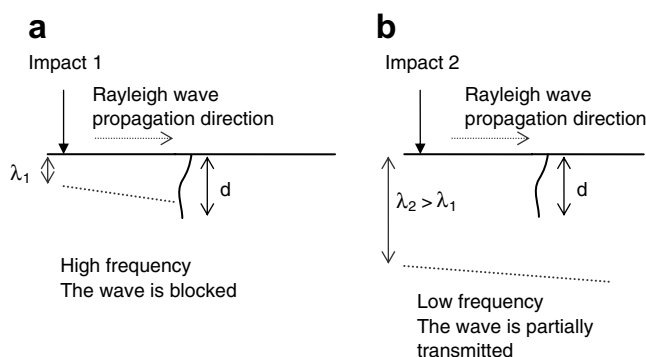 a
Impact 1
Rayleigh wave
propagation direction
λ1
d
High frequency
The wave is blocked
b
Impact 2
Rayleigh wave
propagation direction
λ2 > λ1
d
Low frequency
The wave is partially
transmitted